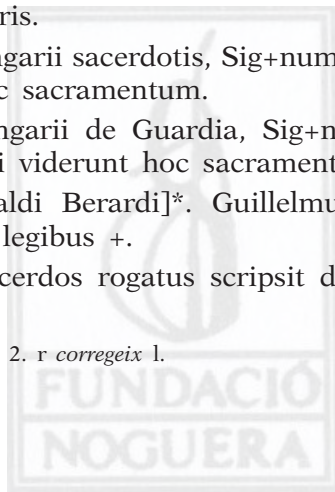 ris.
ngarii sacerdotis, Sig+num
c sacramentum.
ngarii de Guardia, Sig+n
i viderunt hoc sacrament
aldi Berardi]*. Guillelmu
legibus +.
cerdos rogatus scripsit d
2. r corregeix l.
FUNDACIÓ
NOGUERA